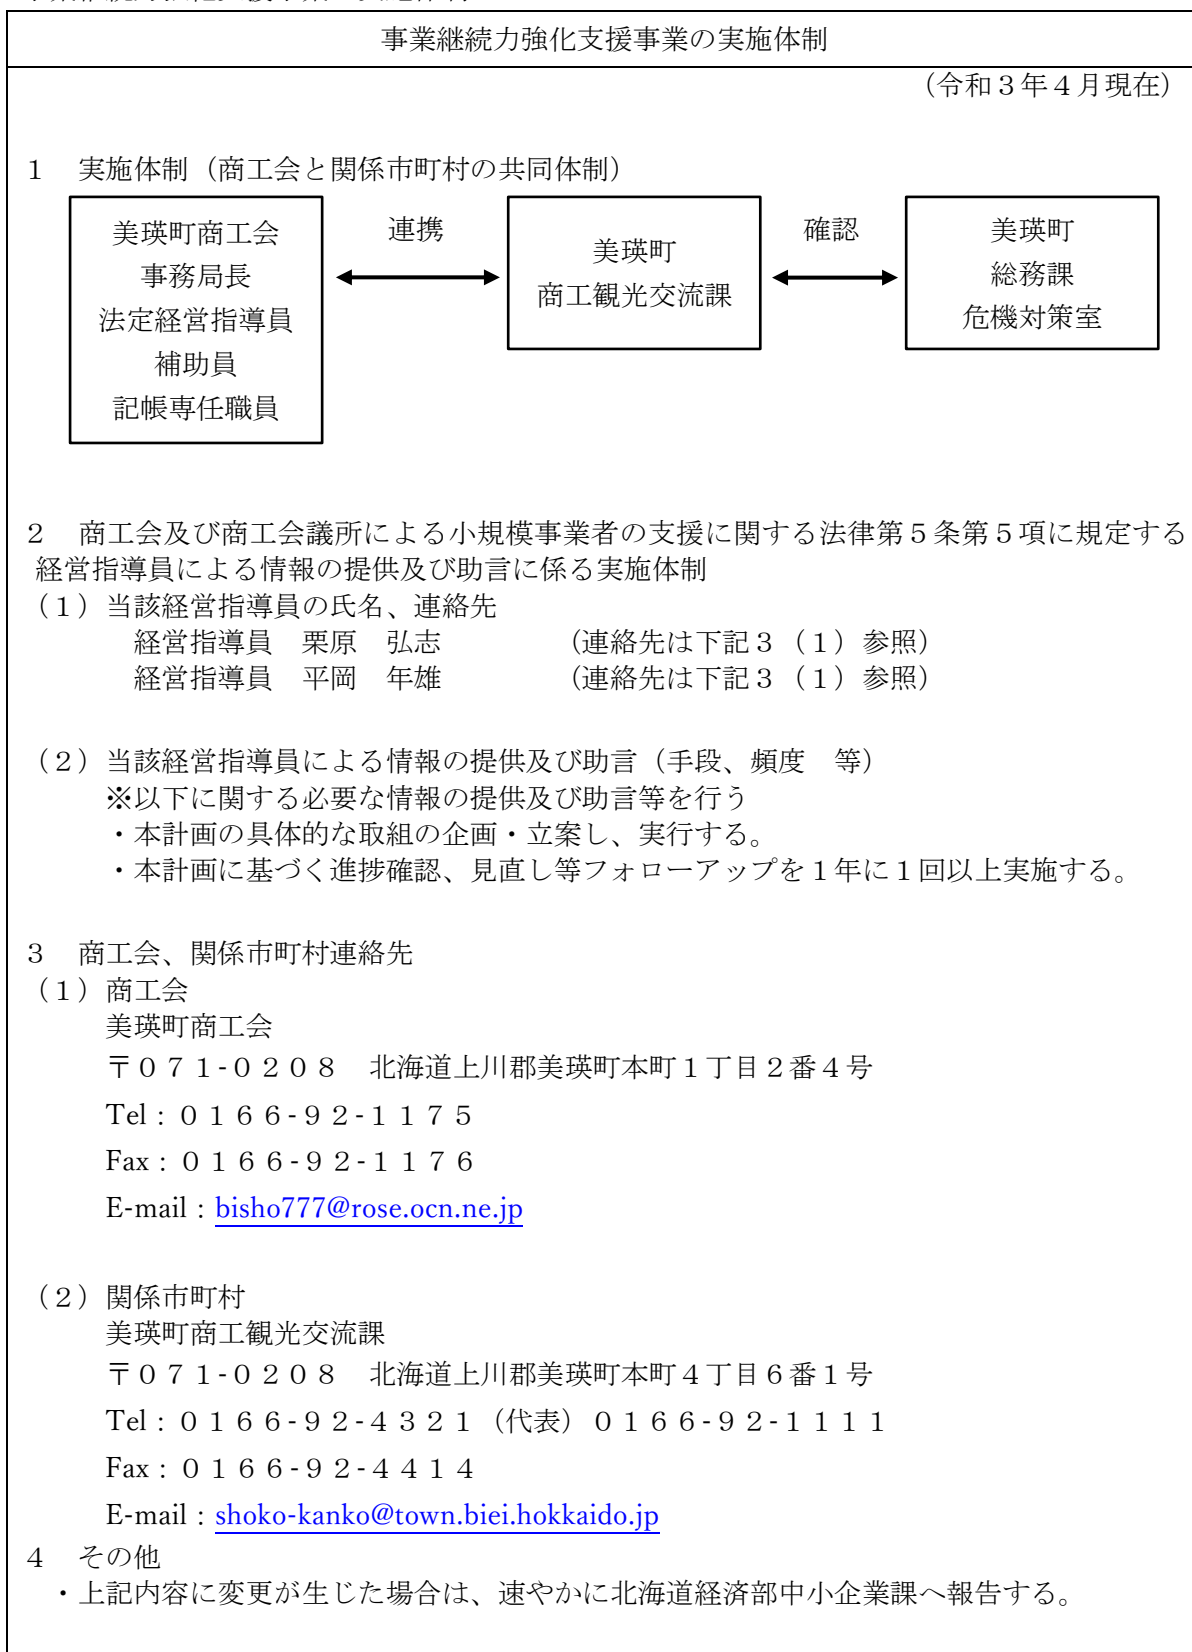 事業継続力強化支援事業の実施体制
（令和３年４月現在）
１　実施体制（商工会と関係市町村の共同体制）
美瑛町商工会
事務局長
法定経営指導員
補助員
記帳専任職員
連携
美瑛町
商工観光交流課
確認
美瑛町
総務課
危機対策室
２　商工会及び商工会議所による小規模事業者の支援に関する法律第５条第５項に規定する
経営指導員による情報の提供及び助言に係る実施体制
（１）当該経営指導員の氏名、連絡先
経営指導員　栗原　弘志　　　　（連絡先は下記３（１）参照）
経営指導員　平岡　年雄　　　　（連絡先は下記３（１）参照）
（２）当該経営指導員による情報の提供及び助言（手段、頻度　等）
※以下に関する必要な情報の提供及び助言等を行う
・本計画の具体的な取組の企画・立案し、実行する。
・本計画に基づく進捗確認、見直し等フォローアップを１年に１回以上実施する。
３　商工会、関係市町村連絡先
（１）商工会
美瑛町商工会
〒０７１-０２０８　北海道上川郡美瑛町本町１丁目２番４号
Tel：０１６６-９２-１１７５
Fax：０１６６-９２-１１７６
E-mail：bisho777@rose.ocn.ne.jp
（２）関係市町村
美瑛町商工観光交流課
〒０７１-０２０８　北海道上川郡美瑛町本町４丁目６番１号
Tel：０１６６-９２-４３２１（代表）０１６６-９２-１１１１
Fax：０１６６-９２-４４１４
E-mail：shoko-kanko@town.biei.hokkaido.jp
４　その他
・上記内容に変更が生じた場合は、速やかに北海道経済部中小企業課へ報告する。